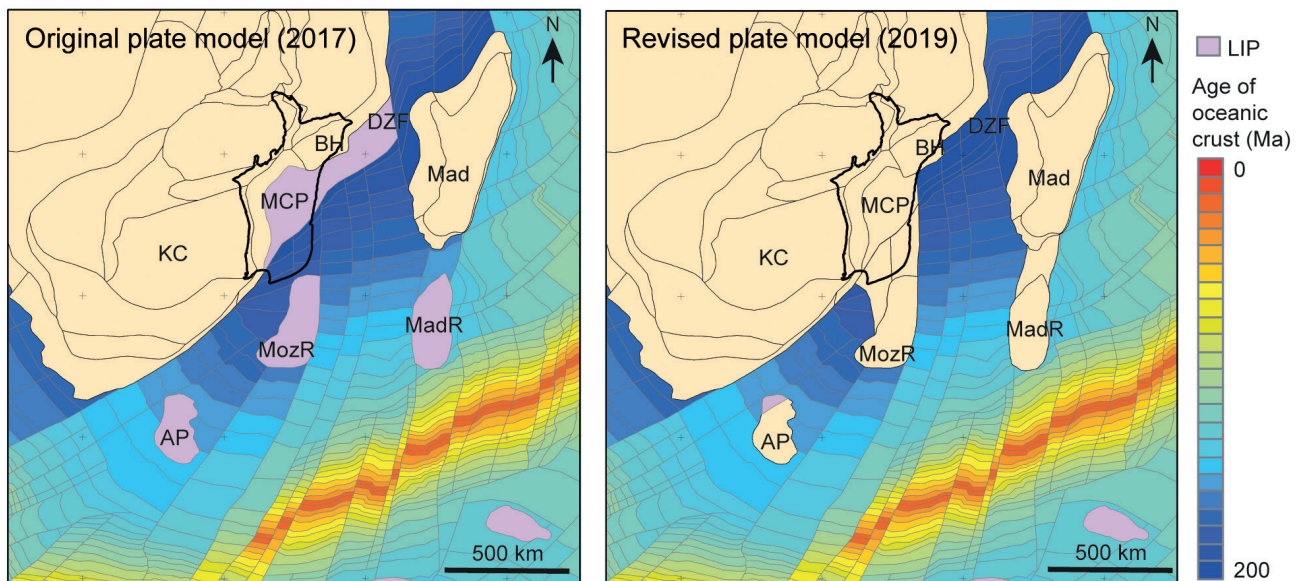 Original plate model (2017)
N
DZF
BH
MCP
Mad
KC
MozR
MadR
AP
500 km
Revised plate model (2019)
N
DZF
BH
Mad
MCP
KC
MozR
MadR
AP
500 km
LIP
Age of
oceanic
crust (Ma)
0
200